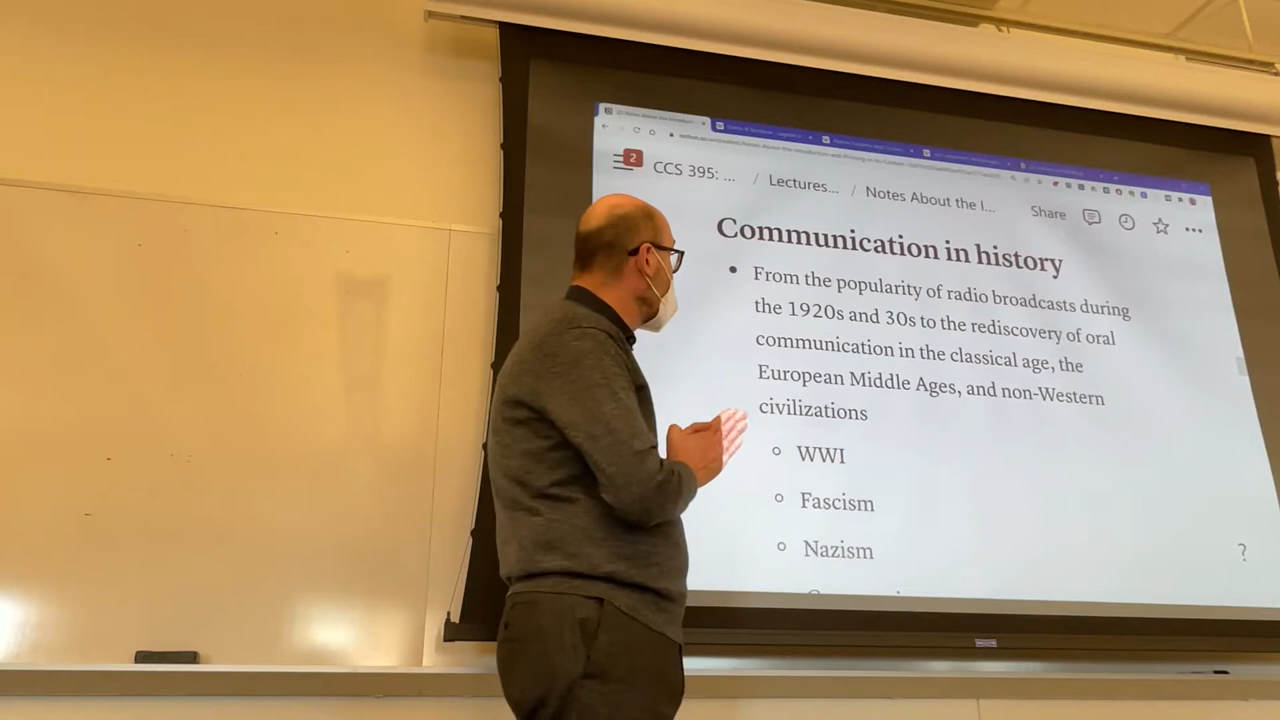 2
CCS 395: ... / Lectures... / Notes About the I...
Share
Communication in history
• From the popularity of radio broadcasts during
the 1920s and 30s to the rediscovery of oral
communication in the classical age, the
European Middle Ages, and non-Western
civilizations
WWI
Fascism
Nazism
?